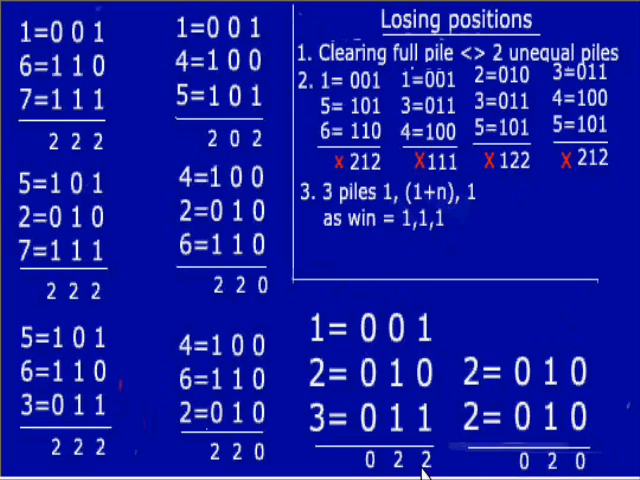 1=0 0 1
6=1 1 0
7=1 1 1
2 2 2
5=1 0 1
2=0 1 0
7=1 1 1
2 2 2
5=1 0 1
6=1 1 0
3=0 1 1
2 2 2
1=0 0 1
4=1 0 0
5=1 0 1
2 0 2
4=1 0 0
2=0 1 0
6=1 1 0
2 2 0
4=1 0 0
6=1 1 0
2=0 1 0
2 2 0
Losing positions
1. Clearing full pile <> 2 unequal piles
2. 1= 001
5= 101
6= 110
x 212
1=001
3=011
4=100
X 111
2=010
3=011
5=101
X 122
3=011
4=100
5=101
X 212
3. 3 piles 1, (1+n), 1
as win = 1,1,1
1= 0 0 1
2= 0 1 0
3= 0 1 1
0 2 2
2= 0 1 0
2= 0 1 0
0 2 0